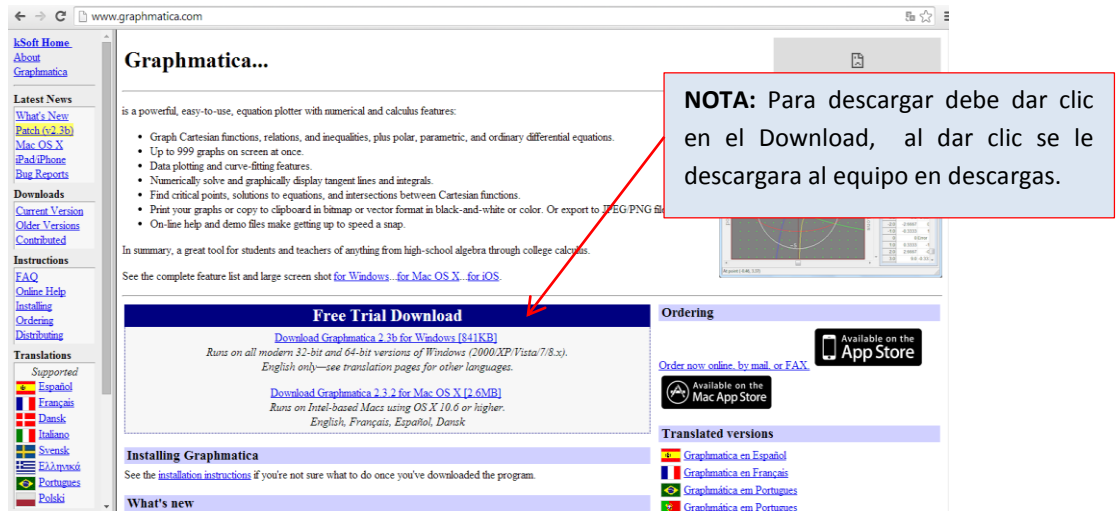 www.graphmatica.com
kSoft Home
About
Graphmatica
Latest News
What's New
Patch (v2.3b)
Mac OS X
iPad/iPhone
Bug Reports
Downloads
Current Version
Older Versions
Contributed
Instructions
FAQ
Online Help
Installing
Ordering
Distributing
Translations
Supported
Español
Français
Dansk
Italiano
Svensk
Ελληνικά
Portugues
Polski
Graphmatica...
is a powerful, easy-to-use, equation plotter with numerical and calculus features:
• Graph Cartesian functions, relations, and inequalities, plus polar, parametric, and ordinary differential equations.
• Up to 999 graphs on screen at once.
• Data plotting and curve-fitting features.
• Numerically solve and graphically display tangent lines and integrals.
• Find critical points, solutions to equations, and intersections between Cartesian functions.
• Print your graphs or copy to clipboard in bitmap or vector format in black-and-white or color. Or export to JPEG/PNG
• On-line help and demo files make getting up to speed a snap.
In summary, a great tool for students and teachers of anything from high-school algebra through college calculus.
See the complete feature list and large screen shot for Windows...for Mac OS X...for iOS.
NOTA: Para descargar debe dar clic
en el Download, al dar clic se le
descargara al equipo en descargas.
Free Trial Download
Download Graphmatica 2.3b for Windows [841KB]
Runs on all modern 32-bit and 64-bit versions of Windows (2000/XP/Vista/7/8.x).
English only—see translation pages for other languages.
Download Graphmatica 2.3.2 for Mac OS X [2.6MB]
Runs on Intel-based Macs using OS X 10.6 or higher.
English, Français, Español, Dansk
Installing Graphmatica
See the installation instructions if you're not sure what to do once you've downloaded the program.
What's new
Ordering
Order now online, by mail, or FAX.
Available on the
App Store
Available on the
Mac App Store
Translated versions
Graphmatica en Español
Graphmatica en Français
Graphmática em Portugues
Graphmática em Portugues